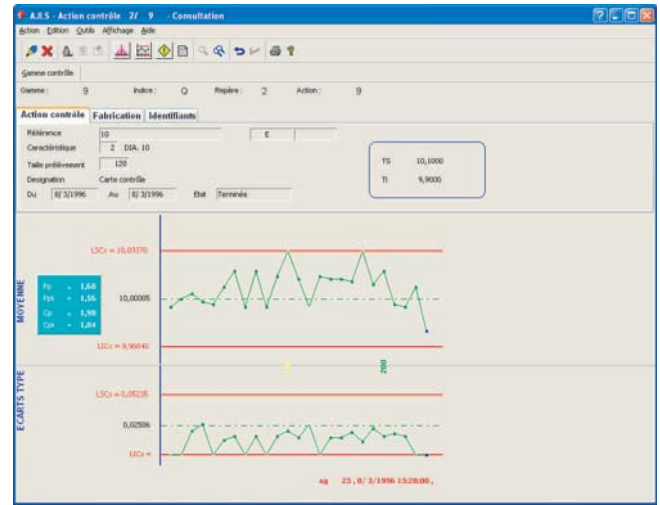 A.J.L.S - Action contrôle 2/ 9 - Consultation
Action Edition Outils Affichage Aide
Gamme contrôle
Gamme : 9 Indice : Q Repère : 2 Action : 9
Action contrôle Fabrication Identifiants
Référence 10 E
Caractéristique 2 DIA. 10
Taille prélèvement 120
TS 10,1000
TI 9,9000
Designation Carte contrôle
Du 8/ 3/1996 Au 8/ 3/1996 Etat Terminée
LSCx = 10,03370
MOYENNE
Pp = 1,68
Ppk = 1,56
Cp = 1,98
Cpk = 1,84
10,00005
LICx = 9,96640
200
ECARTS TYPE
LSCs = 0,05235
0,02506
LICs =
25 , 8/ 3/1996 15:28:00 ,